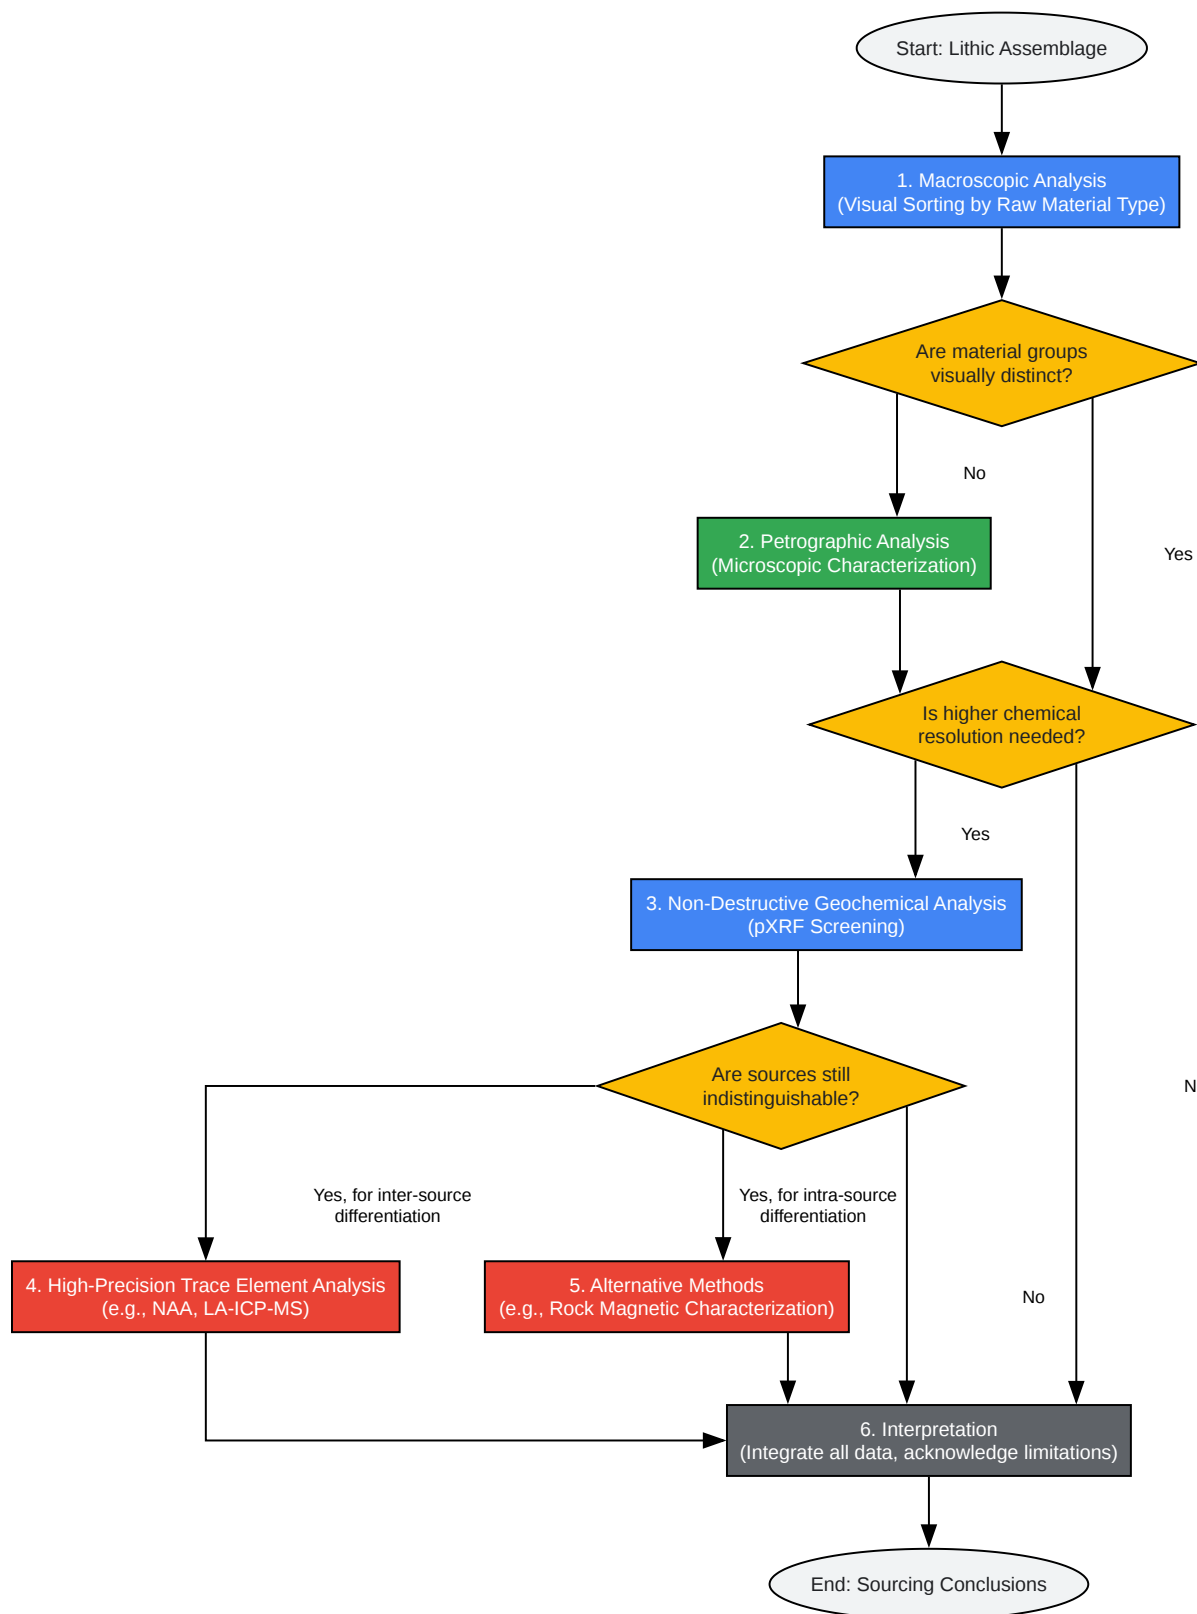 Start: Lithic Assemblage
1. Macroscopic Analysis
(Visual Sorting by Raw Material Type)
Are material groups
visually distinct?
No
2. Petrographic Analysis
(Microscopic Characterization)
Yes
Is higher chemical
resolution needed?
Yes
3. Non-Destructive Geochemical Analysis
(pXRF Screening)
Are sources still
indistinguishable?
N
Yes, for inter-source
differentiation
Yes, for intra-source
differentiation
4. High-Precision Trace Element Analysis
(e.g., NAA, LA-ICP-MS)
5. Alternative Methods
(e.g., Rock Magnetic Characterization)
No
6. Interpretation
(Integrate all data, acknowledge limitations)
End: Sourcing Conclusions